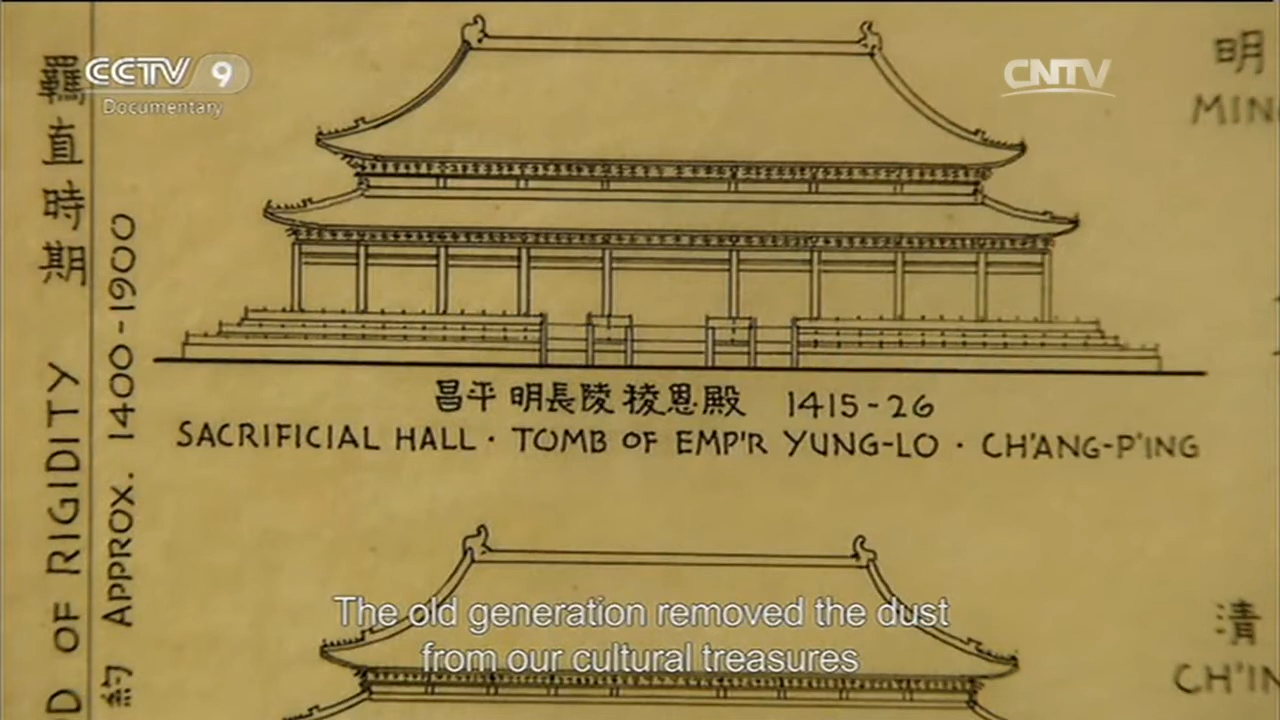 CCTV 9
Documentary
CNTV
羈直時期
OF RIGIDITY
約 APPROX. 1400-1900
明
MING
昌平 明長陵 祾恩殿 1415-26
SACRIFICIAL HALL · TOMB OF EMP'R YUNG-LO · CH'ANG-P'ING
The old generation removed the dust
from our cultural treasures
清
CH'IN